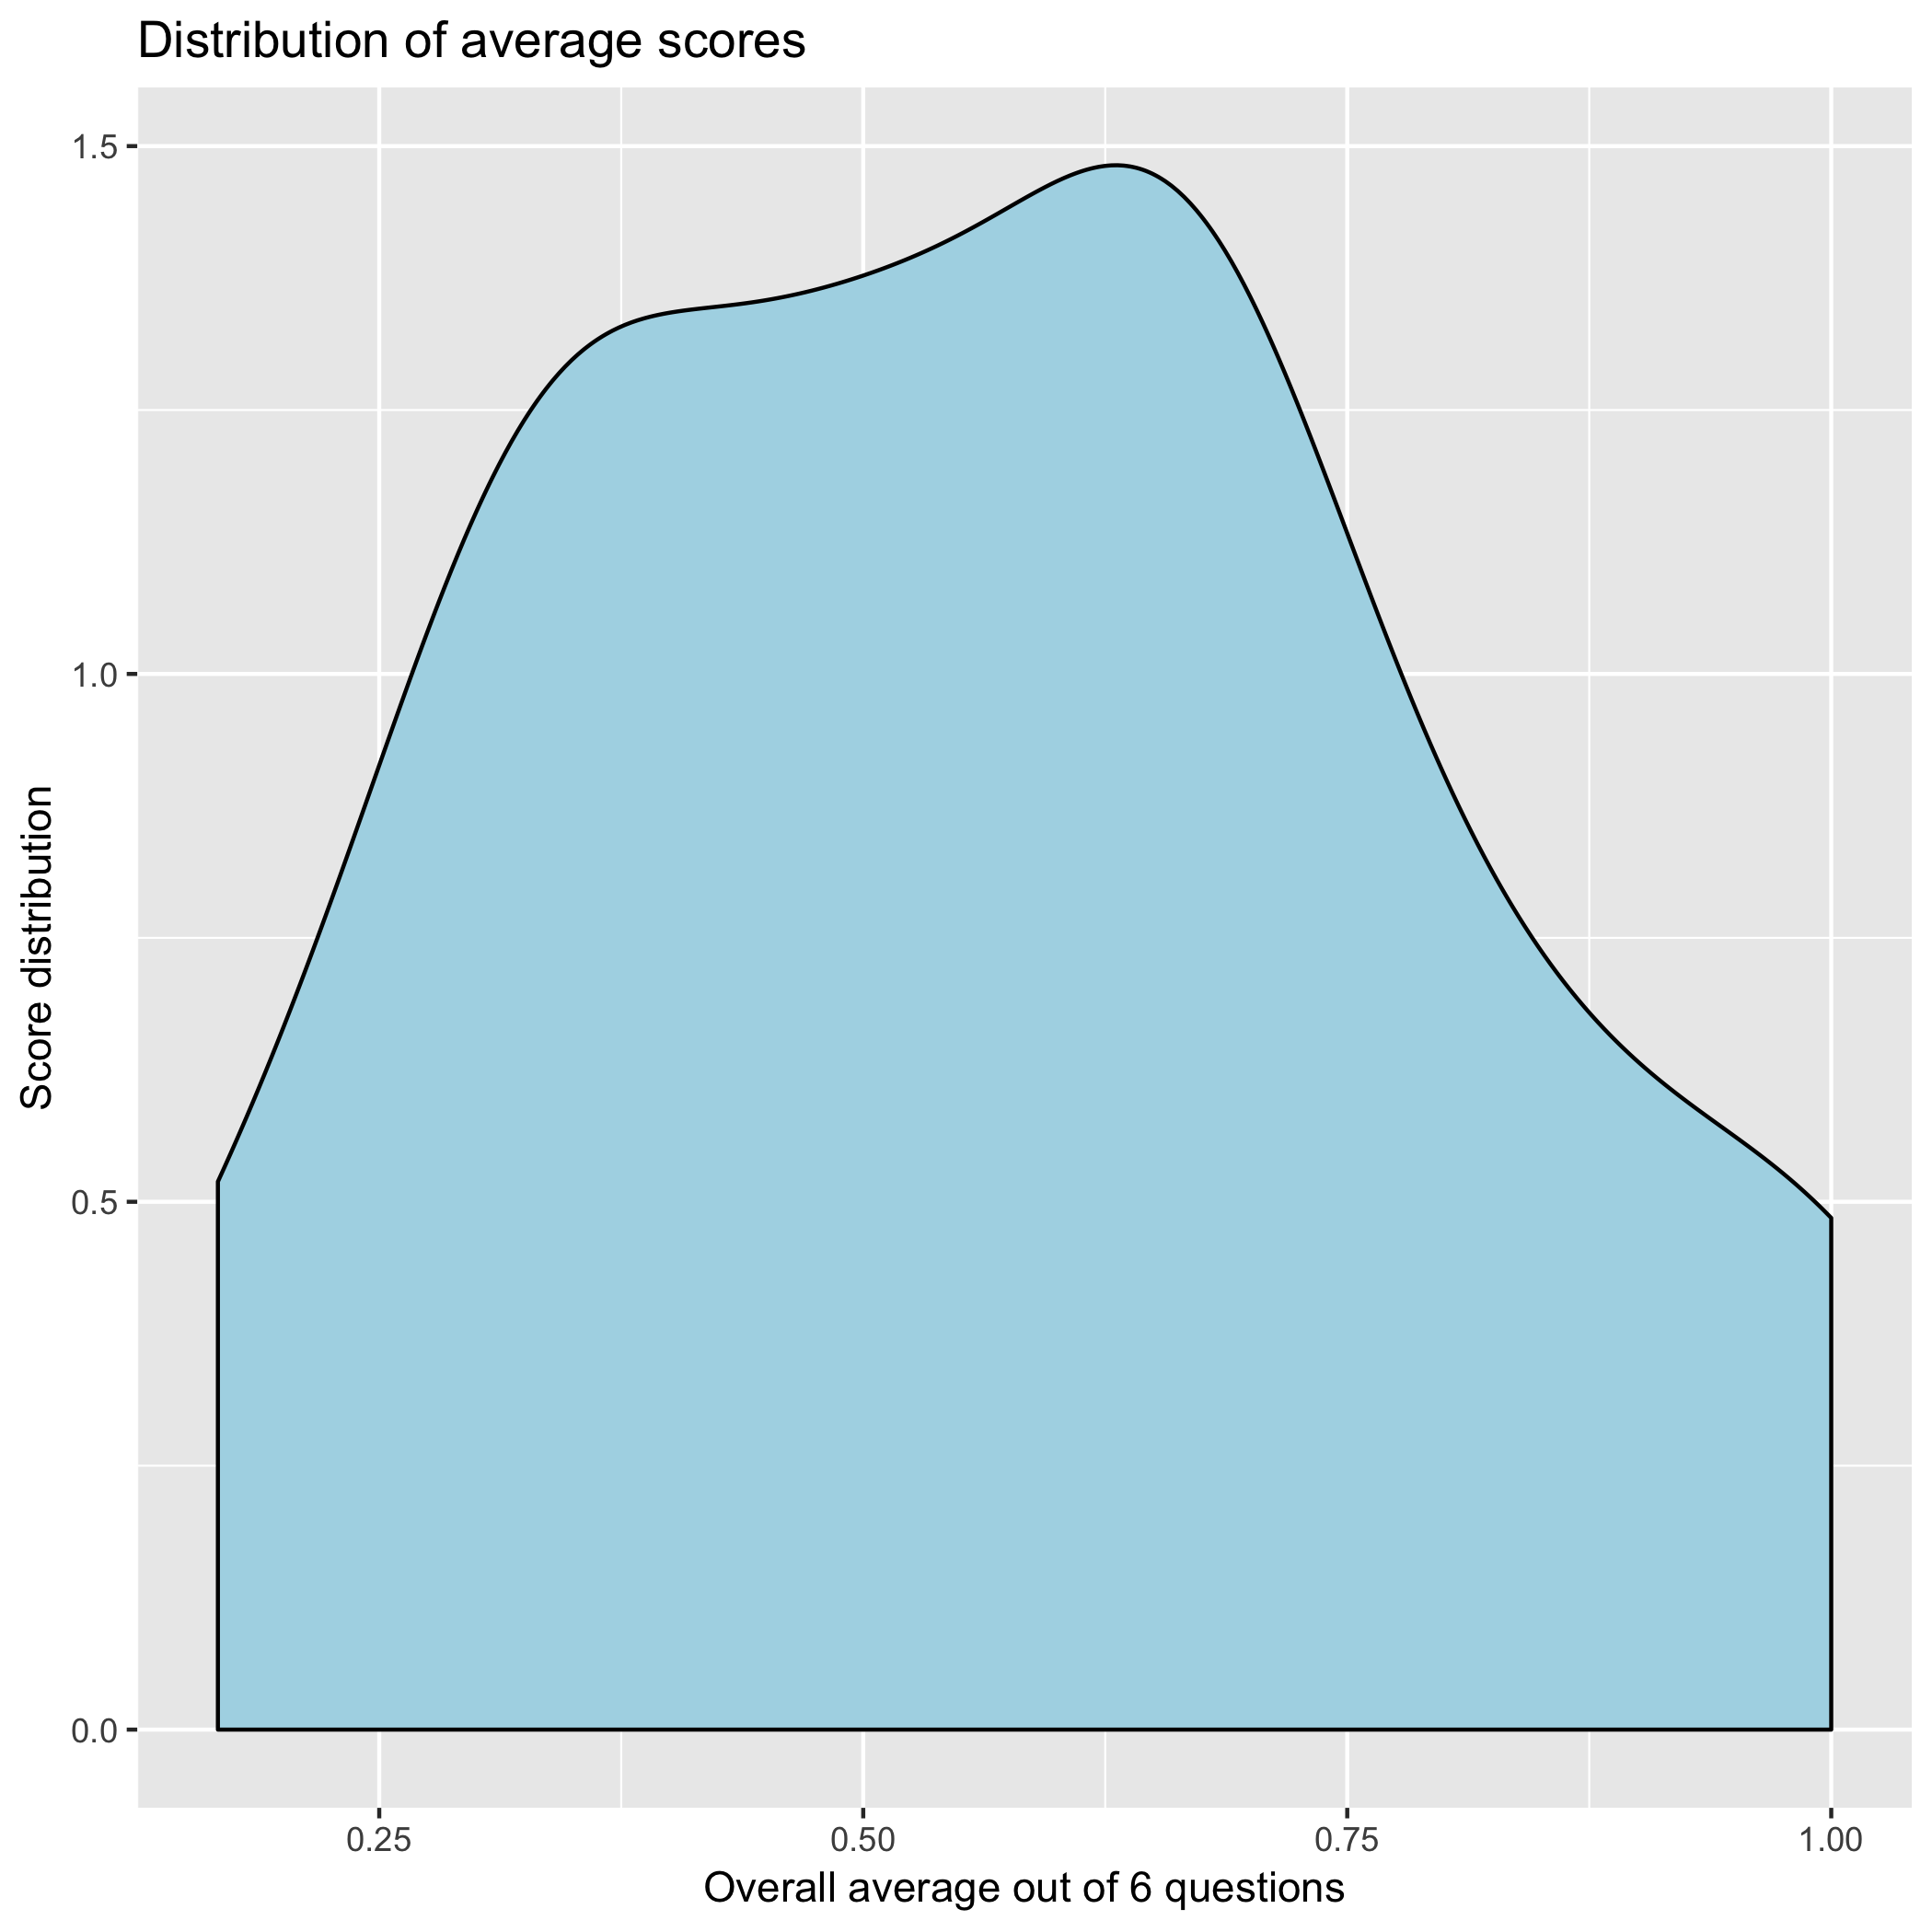 Distribution of average scores
1.5
1.0
0.5
0.0
Score distribution
0.25 0.50 0.75 1.00
Overall average out of 6 questions